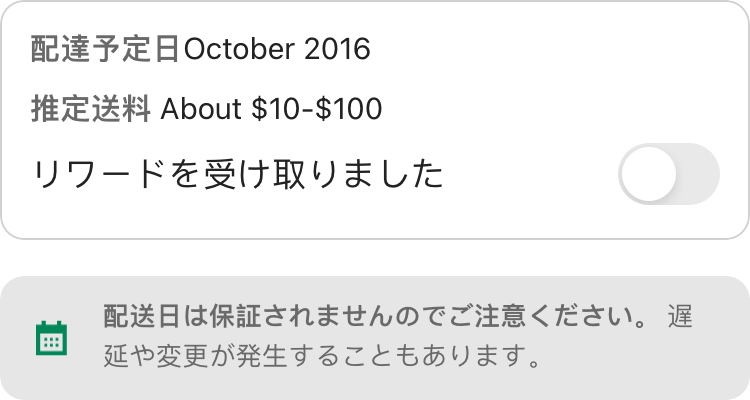 配達予定日October 2016
推定送料 About $10-$100
リワードを受け取りました
配送日は保証されませんのでご注意ください。 遅
延や変更が発生することもあります。